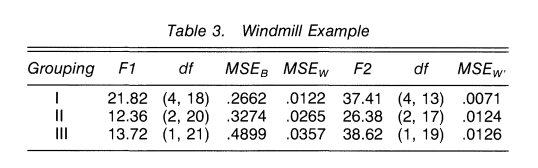 Table 3. Windmill Example
Grouping F1 df MSE_B MSE_W F2 df MSE_W'
I 21.82 (4, 18) .2662 .0122 37.41 (4, 13) .0071
II 12.36 (2, 20) .3274 .0265 26.38 (2, 17) .0124
III 13.72 (1, 21) .4899 .0357 38.62 (1, 19) .0126